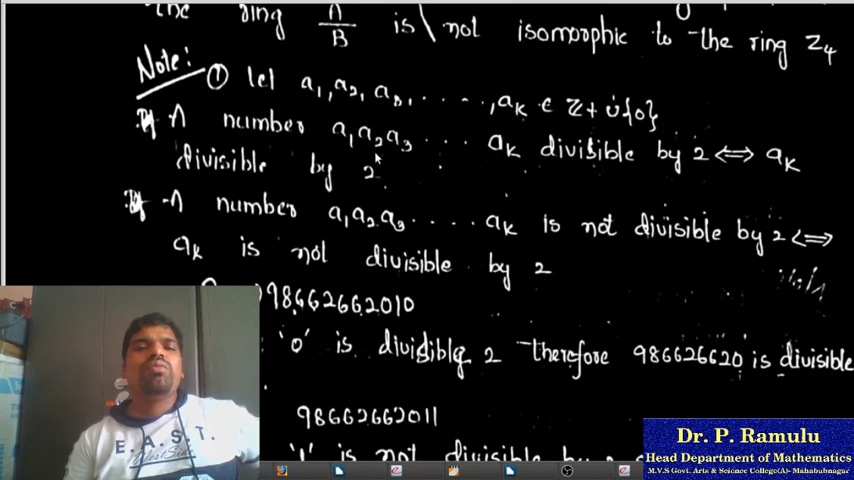 the ring A/B is not isomorphic to the ring Z4
Note: ① let a1, a2, a3, ......, ak ∈ Z+ ∪ {0}
A number a1a2a3 ... ak divisible by 2 ⟺ ak
divisible by 2.
A number a1a2a3 .... ak is not divisible by 2 ⟺
ak is not divisible by 2
98662662010
'0' is dividible 2 therefore 986626620 is divisible
98662662011
'1' is not divisible by
E.A.S.T.
WestSide
Dr. P. Ramulu
Head Department of Mathematics
M.V.S Govt. Arts & Science College(A)- Mahabubnagar